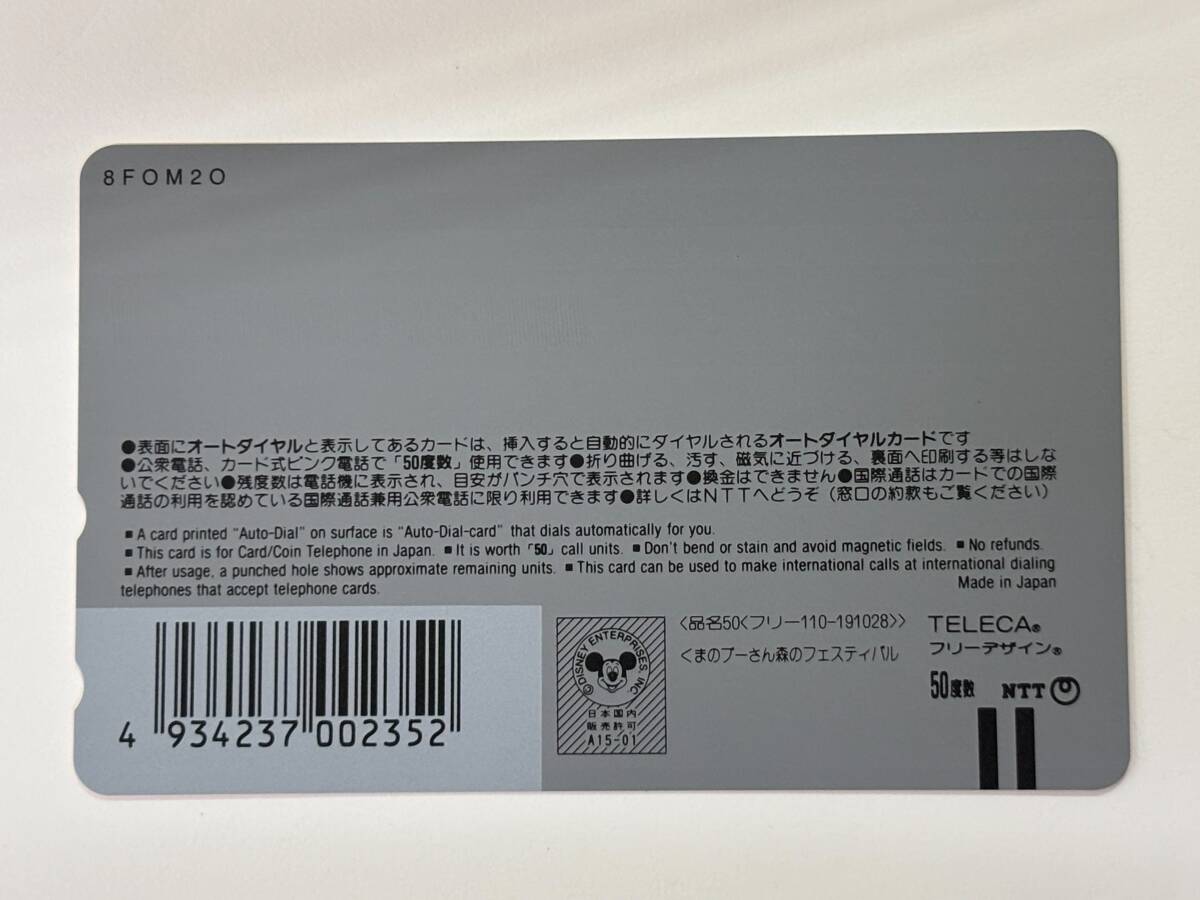 8FOM2O
●表面にオートダイヤルと表示してあるカードは、挿入すると自動的にダイヤルされるオートダイヤルカードです
●公衆電話、カード式ピンク電話で「50度数」使用できます●折り曲げる、汚す、磁気に近づける、裏面へ印刷する等はしな
いでください●残度数は電話機に表示され、目安がパンチ穴で表示されます●換金はできません●国際通話はカードでの国際
通話の利用を認めている国際通話兼用公衆電話に限り利用できます●詳しくはNTTへどうぞ(窓口の約款もご覧ください)
■ A card printed "Auto-Dial" on surface is "Auto-Dial-card" that dials automatically for you.
■ This card is for Card/Coin Telephone in Japan. ■ It is worth「50」call units. ■ Don't bend or stain and avoid magnetic fields. ■ No refunds.
■ After usage, a punched hole shows approximate remaining units. ■ This card can be used to make international calls at international dialing
telephones that accept telephone cards. Made in Japan
4 934237 002352
©DISNEY ENTERPRISES, INC.
日本国内
販売許可
A15-01
〈品名50〈フリー110-191028〉〉
くまのプーさん森のフェスティバル
TELECA®
フリーデザイン®
50度数 NTT